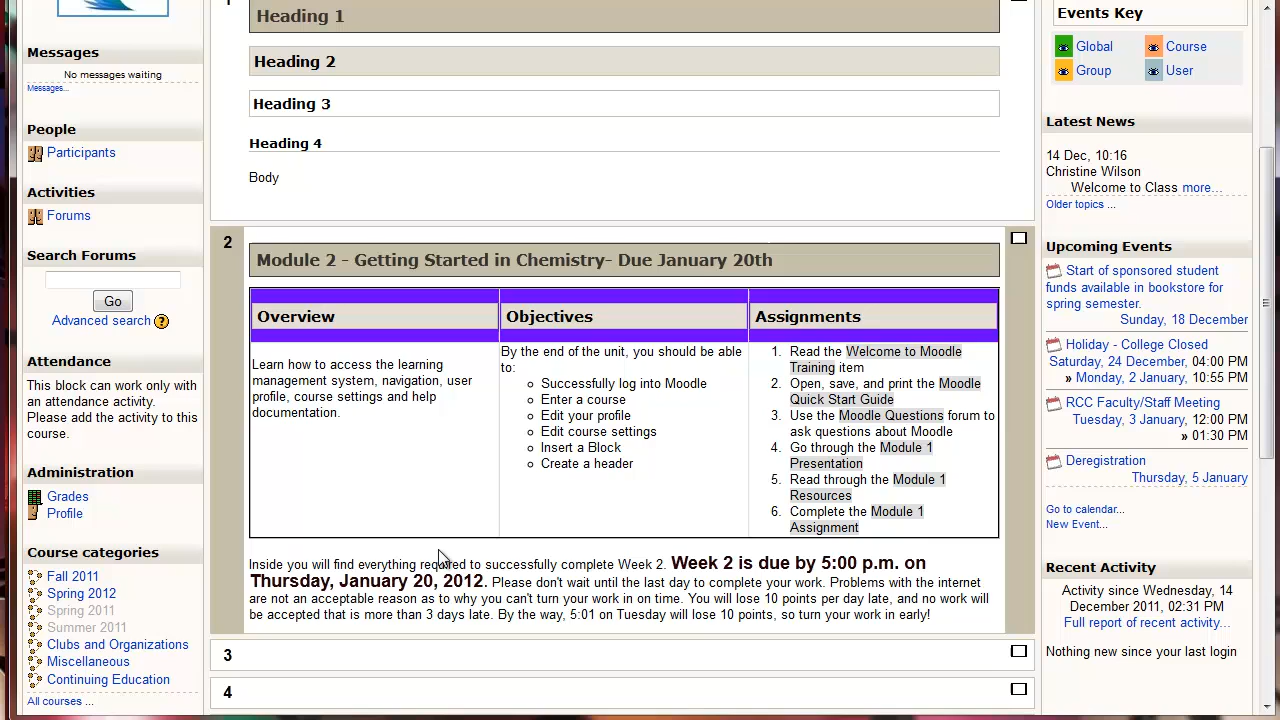 Messages
No messages waiting
Messages...
People
Participants
Activities
Forums
Search Forums
Go
Advanced search
Attendance
This block can work only with
an attendance activity.
Please add the activity to this
course.
Administration
Grades
Profile
Course categories
Fall 2011
Spring 2012
Spring 2011
Summer 2011
Clubs and Organizations
Miscellaneous
Continuing Education
All courses ...
Heading 1
Heading 2
Heading 3
Heading 4
Body
2
Module 2 - Getting Started in Chemistry- Due January 20th
Overview
Learn how to access the learning
management system, navigation, user
profile, course settings and help
documentation.
Objectives
By the end of the unit, you should be able
to:
Successfully log into Moodle
Enter a course
Edit your profile
Edit course settings
Insert a Block
Create a header
Assignments
1. Read the Welcome to Moodle
Training item
2. Open, save, and print the Moodle
Quick Start Guide
3. Use the Moodle Questions forum to
ask questions about Moodle
4. Go through the Module 1
Presentation
5. Read through the Module 1
Resources
6. Complete the Module 1
Assignment
Inside you will find everything required to successfully complete Week 2. Week 2 is due by 5:00 p.m. on
Thursday, January 20, 2012. Please don't wait until the last day to complete your work. Problems with the internet
are not an acceptable reason as to why you can't turn your work in on time. You will lose 10 points per day late, and no work will
be accepted that is more than 3 days late. By the way, 5:01 on Tuesday will lose 10 points, so turn your work in early!
3
4
Events Key
Global
Course
Group
User
Latest News
14 Dec, 10:16
Christine Wilson
Welcome to Class more...
Older topics ...
Upcoming Events
Start of sponsored student
funds available in bookstore for
spring semester.
Sunday, 18 December
Holiday - College Closed
Saturday, 24 December, 04:00 PM
» Monday, 2 January, 10:55 PM
RCC Faculty/Staff Meeting
Tuesday, 3 January, 12:00 PM
» 01:30 PM
Deregistration
Thursday, 5 January
Go to calendar...
New Event...
Recent Activity
Activity since Wednesday, 14
December 2011, 02:31 PM
Full report of recent activity...
Nothing new since your last login